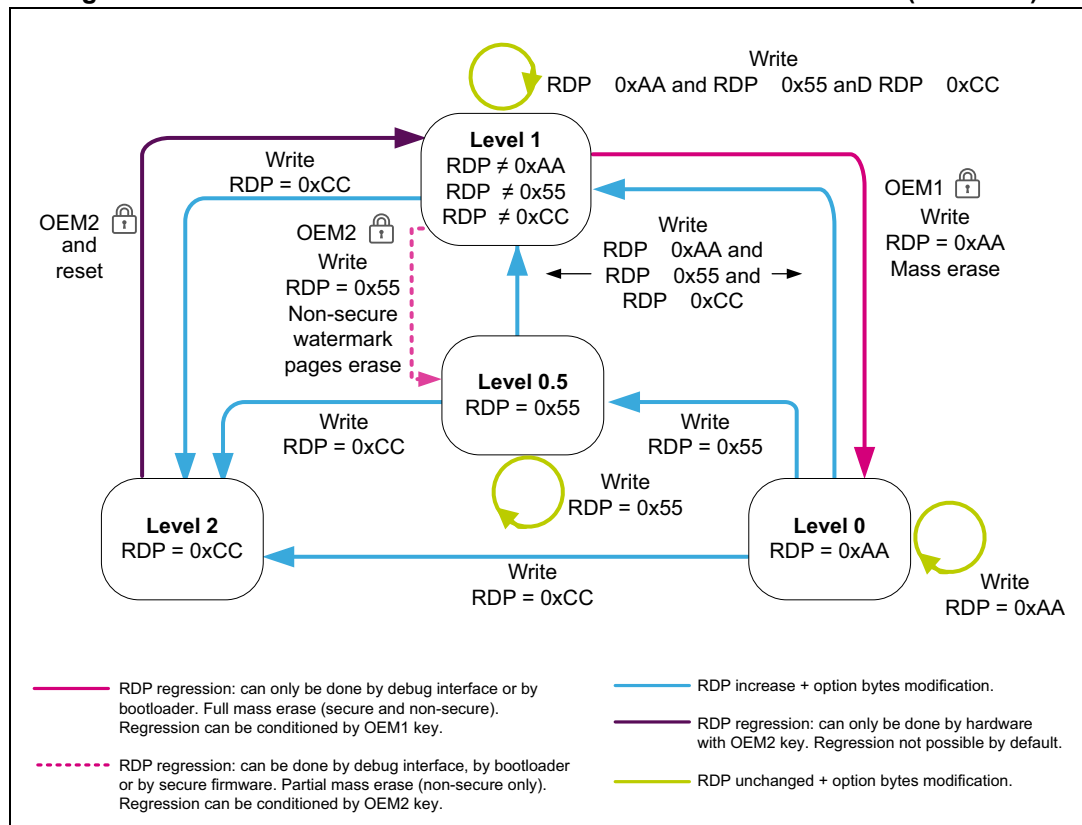 Write
RDP 0xAA and RDP 0x55 anD RDP 0xCC
Level 1
RDP ≠ 0xAA
RDP ≠ 0x55
RDP ≠ 0xCC
Write
RDP = 0xCC
OEM2
and
reset
OEM2
Write
RDP = 0x55
Non-secure
watermark
pages erase
Write
RDP 0xAA and
RDP 0x55 and
RDP 0xCC
OEM1
Write
RDP = 0xAA
Mass erase
Level 0.5
RDP = 0x55
Write
RDP = 0xCC
Write
RDP = 0x55
Write
RDP = 0x55
Level 2
RDP = 0xCC
Level 0
RDP = 0xAA
Write
RDP = 0xCC
Write
RDP = 0xAA
RDP regression: can only be done by debug interface or by
bootloader. Full mass erase (secure and non-secure).
Regression can be conditioned by OEM1 key.
RDP regression: can be done by debug interface, by bootloader
or by secure firmware. Partial mass erase (non-secure only).
Regression can be conditioned by OEM2 key.
RDP increase + option bytes modification.
RDP regression: can only be done by hardware
with OEM2 key. Regression not possible by default.
RDP unchanged + option bytes modification.